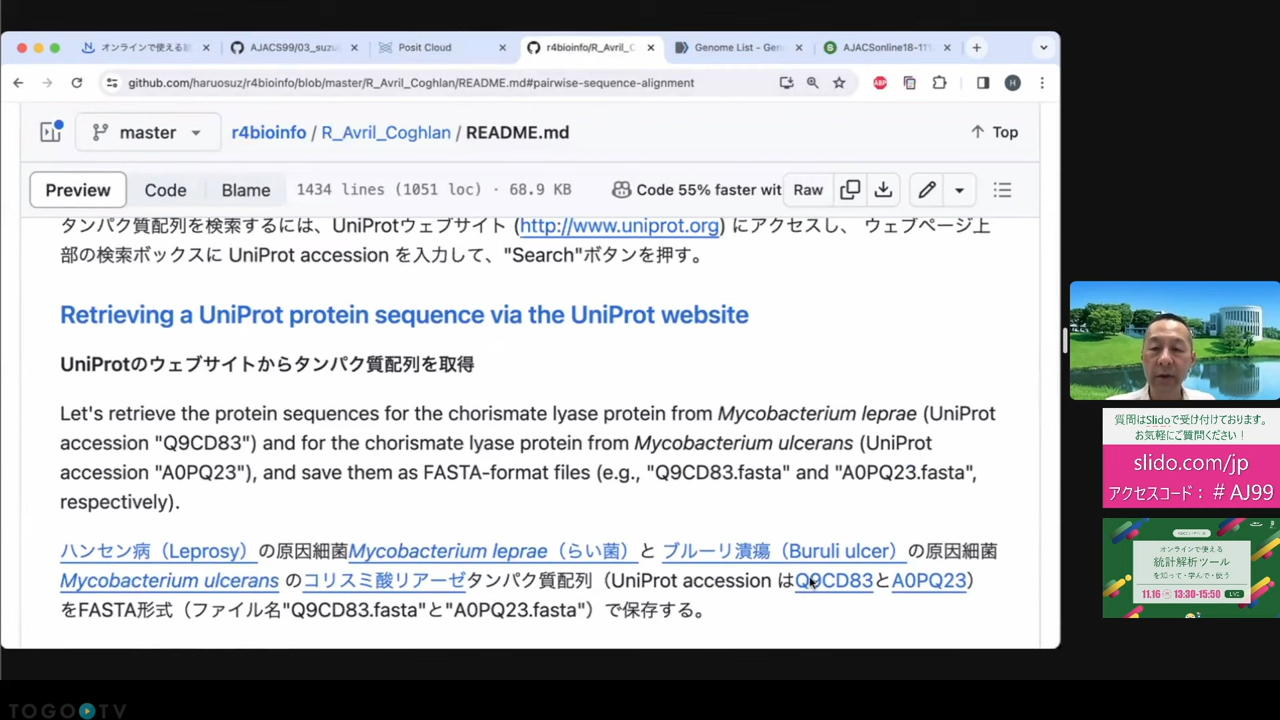 オンラインで使える
AJACS99/03_suzu
Posit Cloud
r4bioinfo/R_Avril_C
Genome List - Gen
AJACSonline18-111
github.com/haruosuz/r4bioinfo/blob/master/R_Avril_Coghlan/README.md#pairwise-sequence-alignment
ABP
H
master
r4bioinfo / R_Avril_Coghlan / README.md
Top
Preview
Code
Blame
1434 lines (1051 loc) · 68.9 KB
Code 55% faster wit
Raw
タンパク質配列を検索するには、UniProtウェブサイト (http://www.uniprot.org) にアクセスし、 ウェブページ上
部の検索ボックスに UniProt accession を入力して、"Search"ボタンを押す。
Retrieving a UniProt protein sequence via the UniProt website
UniProtのウェブサイトからタンパク質配列を取得
Let's retrieve the protein sequences for the chorismate lyase protein from Mycobacterium leprae (UniProt
accession "Q9CD83") and for the chorismate lyase protein from Mycobacterium ulcerans (UniProt
accession "A0PQ23"), and save them as FASTA-format files (e.g., "Q9CD83.fasta" and "A0PQ23.fasta",
respectively).
ハンセン病（Leprosy）の原因細菌Mycobacterium leprae（らい菌）と ブルーリ潰瘍（Buruli ulcer）の原因細菌
Mycobacterium ulcerans のコリスミ酸リアーゼタンパク質配列（UniProt accession はQ9CD83とA0PQ23）
をFASTA形式（ファイル名"Q9CD83.fasta"と"A0PQ23.fasta"）で保存する。
質問はSlidoで受け付けております。
お気軽にご質問ください！
slido.com/jp
アクセスコード： # AJ99
オンラインで使える
統計解析ツール
を知って・学んで・使う
11.16 13:30-15:50 LIVE
TOGO TV